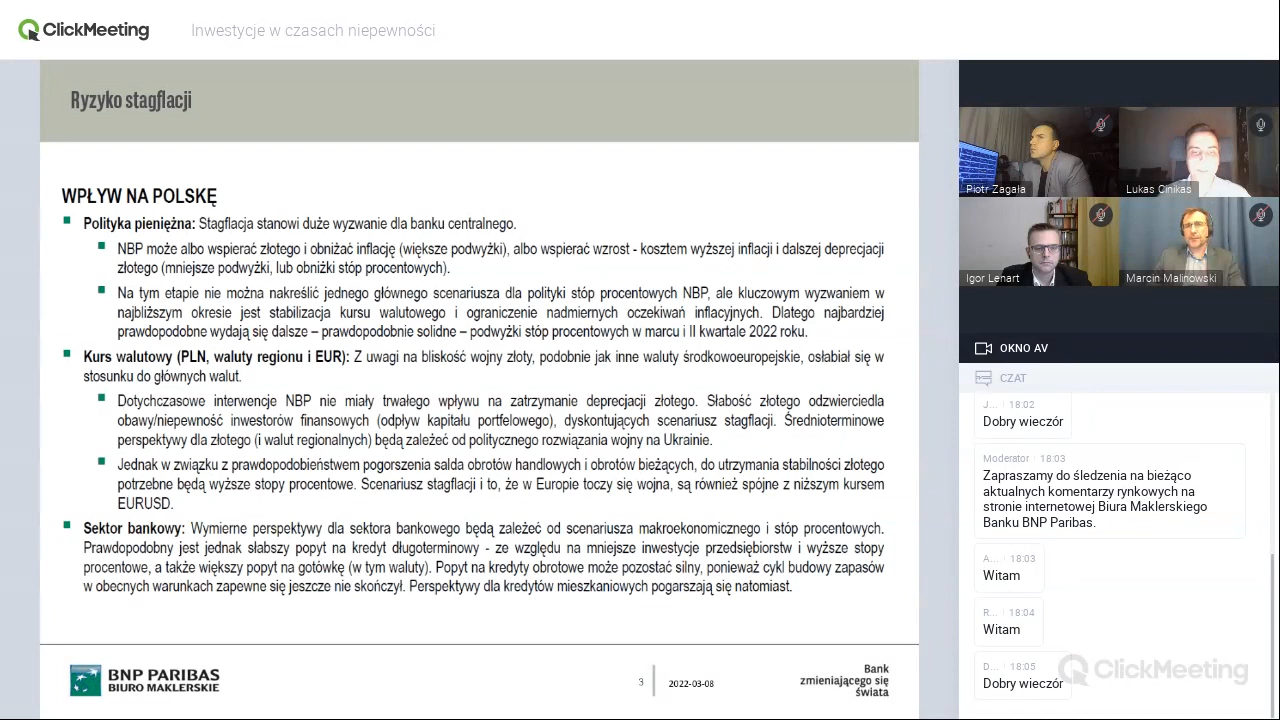 ClickMeeting
Inwestycje w czasach niepewności
Ryzyko stagflacji
WPŁYW NA POLSKĘ
Polityka pieniężna: Stagflacja stanowi duże wyzwanie dla banku centralnego.
NBP może albo wspierać złotego i obniżać inflację (większe podwyżki), albo wspierać wzrost - kosztem wyższej inflacji i dalszej deprecjacji
złotego (mniejsze podwyżki, lub obniżki stóp procentowych).
Na tym etapie nie można nakreślić jednego głównego scenariusza dla polityki stóp procentowych NBP, ale kluczowym wyzwaniem w
najbliższym okresie jest stabilizacja kursu walutowego i ograniczenie nadmiernych oczekiwań inflacyjnych. Dlatego najbardziej
prawdopodobne wydają się dalsze – prawdopodobnie solidne – podwyżki stóp procentowych w marcu i II kwartale 2022 roku.
Kurs walutowy (PLN, waluty regionu i EUR): Z uwagi na bliskość wojny złoty, podobnie jak inne waluty środkowoeuropejskie, osłabiał się w
stosunku do głównych walut.
Dotychczasowe interwencje NBP nie miały trwałego wpływu na zatrzymanie deprecjacji złotego. Słabość złotego odzwierciedla
obawy/niepewność inwestorów finansowych (odpływ kapitału portfelowego), dyskontujących scenariusz stagflacji. Średnioterminowe
perspektywy dla złotego (i walut regionalnych) będą zależeć od politycznego rozwiązania wojny na Ukrainie.
Jednak w związku z prawdopodobieństwem pogorszenia salda obrotów handlowych i obrotów bieżących, do utrzymania stabilności złotego
potrzebne będą wyższe stopy procentowe. Scenariusz stagflacji i to, że w Europie toczy się wojna, są również spójne z niższym kursem
EURUSD.
Sektor bankowy: Wymierne perspektywy dla sektora bankowego będą zależeć od scenariusza makroekonomicznego i stóp procentowych.
Prawdopodobny jest jednak słabszy popyt na kredyt długoterminowy - ze względu na mniejsze inwestycje przedsiębiorstw i wyższe stopy
procentowe, a także większy popyt na gotówkę (w tym waluty). Popyt na kredyty obrotowe może pozostać silny, ponieważ cykl budowy zapasów
w obecnych warunkach zapewne się jeszcze nie skończył. Perspektywy dla kredytów mieszkaniowych pogarszają się natomiast.
BNP PARIBAS
BIURO MAKLERSKIE
3
2022-03-08
Bank
zmieniającego się
świata
Piotr Zagała
Lukas Cinikas
Igor Lenart
Marcin Malinowski
OKNO AV
CZAT
J... 18:02
Dobry wieczór
Moderator 18:03
Zapraszamy do śledzenia na bieżąco
aktualnych komentarzy rynkowych na
stronie internetowej Biura Maklerskiego
Banku BNP Paribas.
A... 18:03
Witam
R... 18:04
Witam
D... 18:05
Dobry wieczór
ClickMeeting